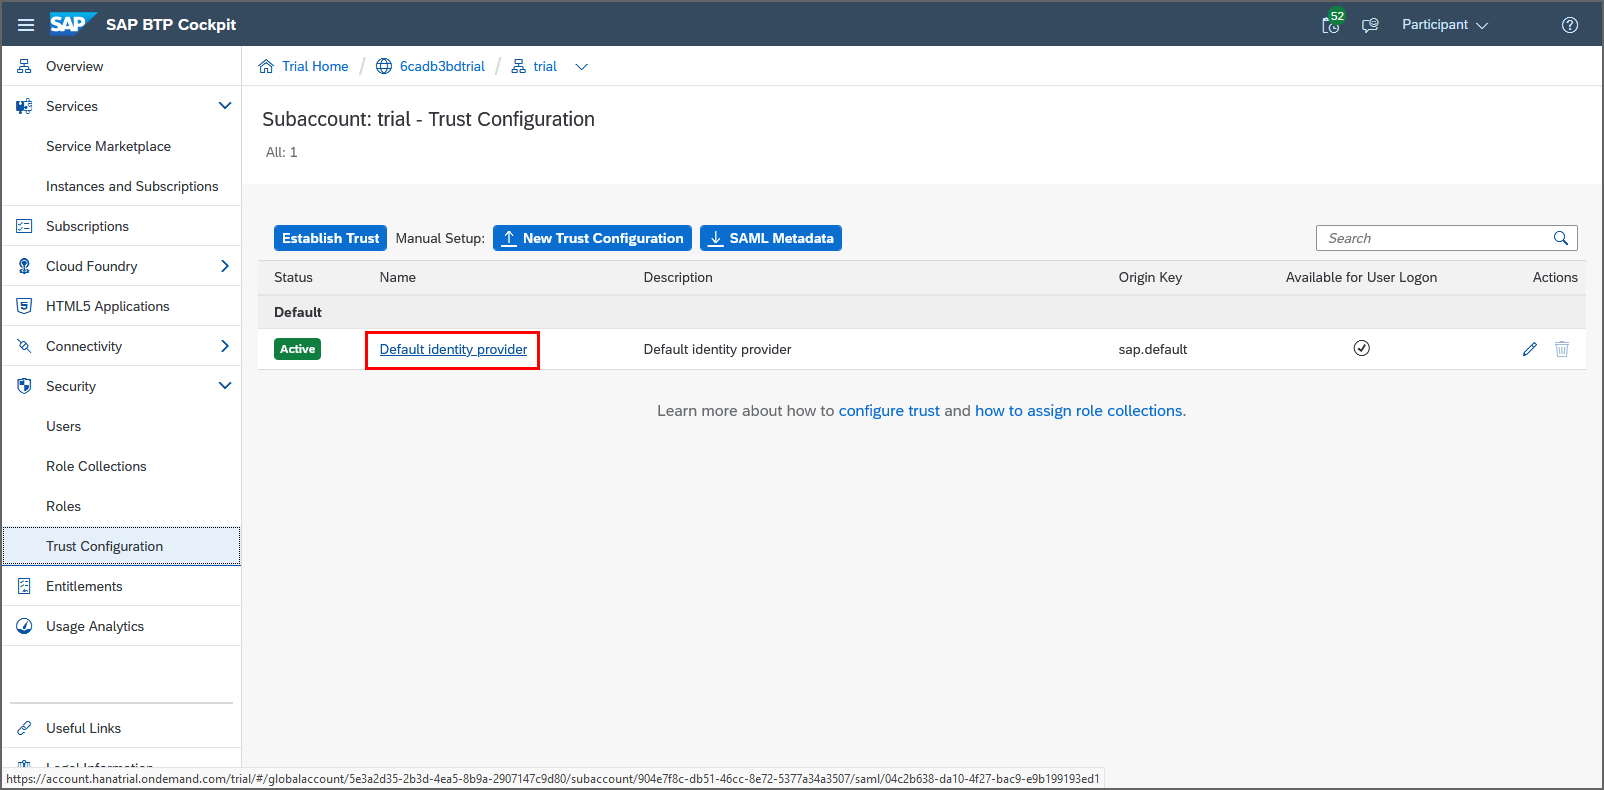 SAP SAP BTP Cockpit
52
Participant
Overview
Services
Service Marketplace
Instances and Subscriptions
Subscriptions
Cloud Foundry
HTML5 Applications
Connectivity
Security
Users
Role Collections
Roles
Trust Configuration
Entitlements
Usage Analytics
Useful Links
Legal Information
Trial Home / 6cadb3bdtrial / trial
Subaccount: trial - Trust Configuration
All: 1
Establish Trust Manual Setup: New Trust Configuration SAML Metadata Search
Status Name Description Origin Key Available for User Logon Actions
Default
Active Default identity provider Default identity provider sap.default
Learn more about how to configure trust and how to assign role collections.
https://account.hanatrial.ondemand.com/trial/#/globalaccount/5e3a2d35-2b3d-4ea5-8b9a-2907147c9d80/subaccount/904e7f8c-db51-46cc-8e72-5377a34a3507/saml/04c2b638-da10-4f27-bac9-e9b199193ed1